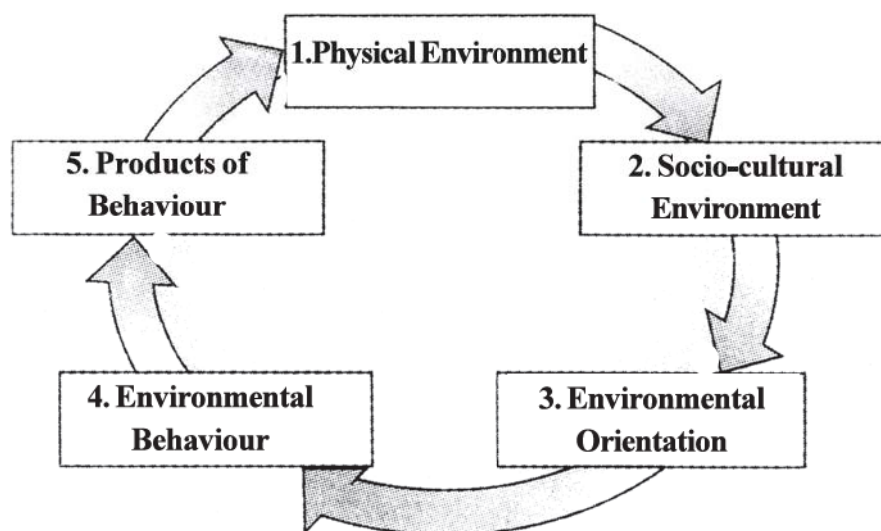 1.Physical Environment
2. Socio-cultural
Environment
3. Environmental
Orientation
4. Environmental
Behaviour
5. Products of
Behaviour